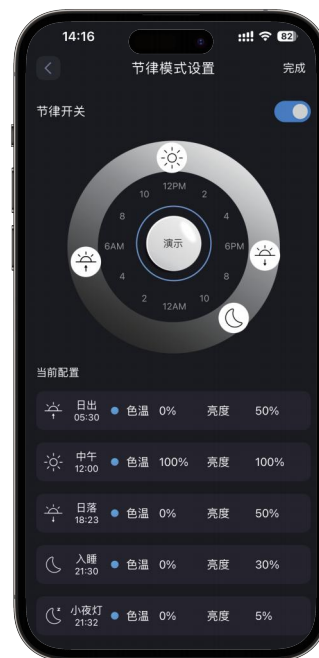 14:16
82
节律模式设置
完成
节律开关
12PM
10
2
8
4
6AM
演示
6PM
4
8
2
10
12AM
当前配置
日出
05:30
色温 0% 亮度 50%
中午
12:00
色温 100% 亮度 100%
日落
18:23
色温 0% 亮度 50%
入睡
21:30
色温 0% 亮度 30%
小夜灯
21:32
色温 0% 亮度 5%